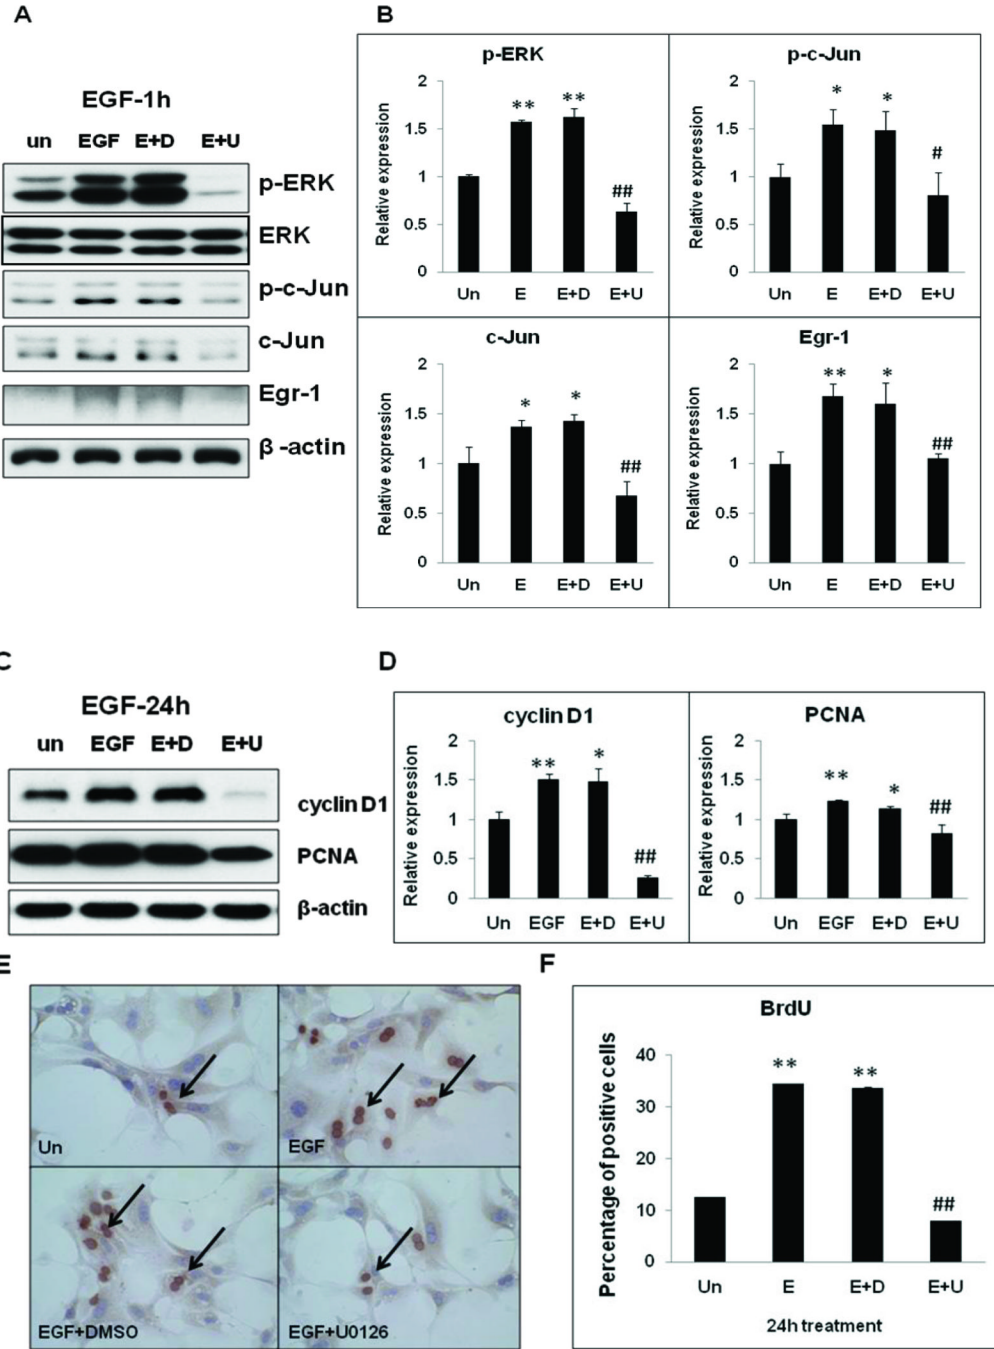 A
EGF-1h
un EGF E+D E+U
p-ERK
ERK
p-c-Jun
c-Jun
Egr-1
β -actin
B
p-ERK
Relative expression
2
1.5
1
0.5
0
** ** ##
Un E E+D E+U
p-c-Jun
Relative expression
2
1.5
1
0.5
0
* * #
Un E E+D E+U
c-Jun
Relative expression
2
1.5
1
0.5
0
* * ##
Un E E+D E+U
Egr-1
Relative expression
2
1.5
1
0.5
0
** * ##
Un E E+D E+U
C
EGF-24h
un EGF E+D E+U
cyclin D1
PCNA
β-actin
D
cyclin D1
Relative expression
2
1.5
1
0.5
0
** * ##
Un EGF E+D E+U
PCNA
Relative expression
2
1.5
1
0.5
0
** * ##
Un EGF E+D E+U
E
Un
EGF
EGF+DMSO
EGF+U0126
F
BrdU
Percentage of positive cells
40
30
20
10
0
** ** ##
Un E E+D E+U
24h treatment